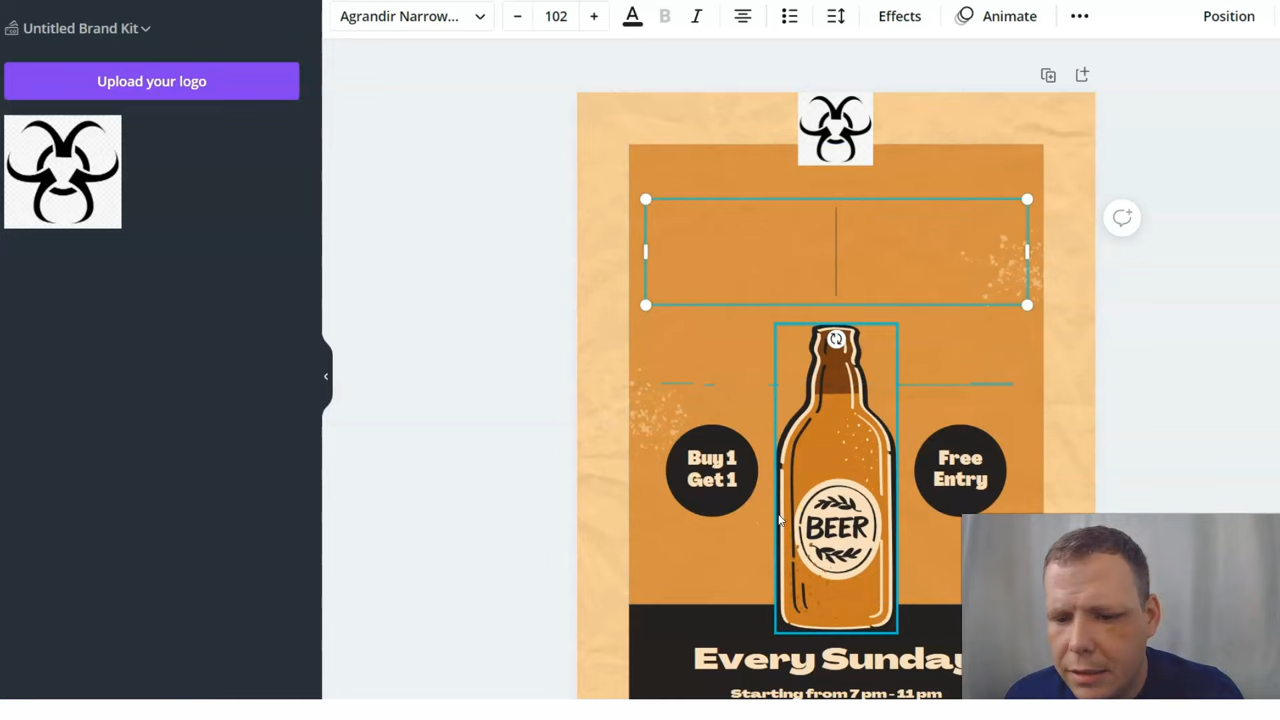 Untitled Brand Kit
Upload your logo
Agrandir Narrow...
− 102 +
A B I
Effects
Animate
Position
Buy 1
Get 1
Free
Entry
BEER
Every Sunday
Starting from 7 pm - 11 pm